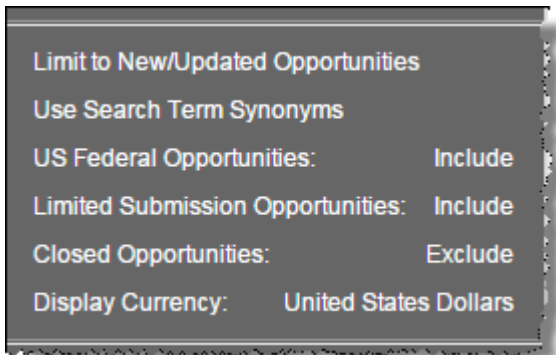 Limit to New/Updated Opportunities
Use Search Term Synonyms
US Federal Opportunities: Include
Limited Submission Opportunities: Include
Closed Opportunities: Exclude
Display Currency: United States Dollars